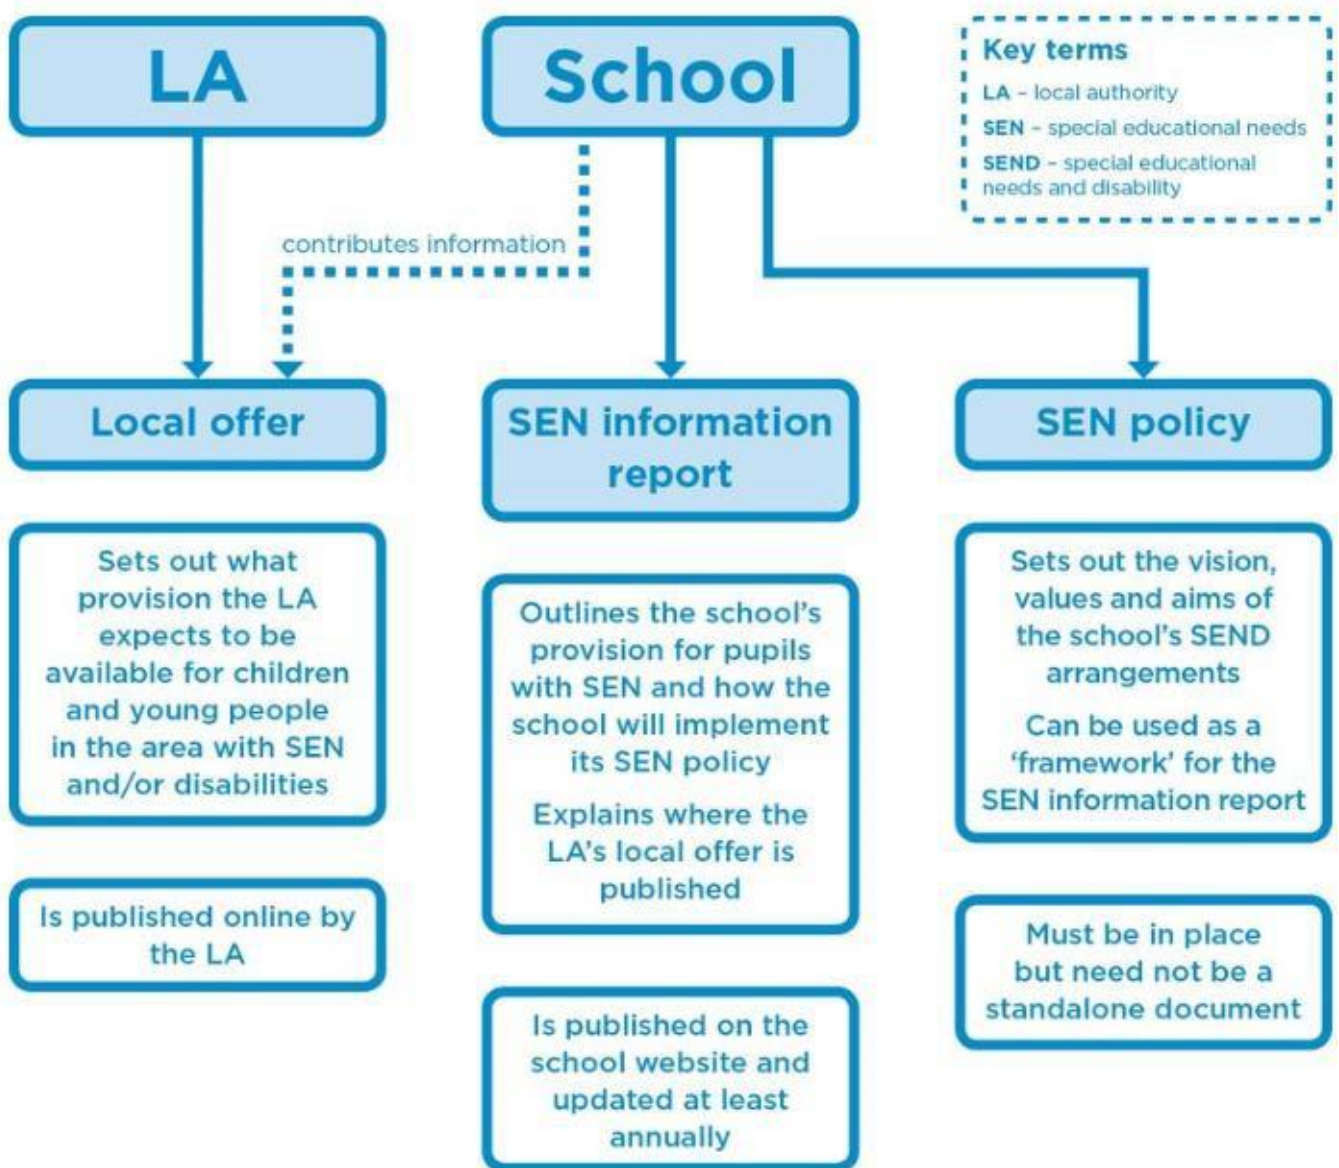 LA
School
Key terms
LA – local authority
SEN – special educational needs
SEND – special educational
needs and disability
contributes information
Local offer
SEN information
report
SEN policy
Sets out what
provision the LA
expects to be
available for children
and young people
in the area with SEN
and/or disabilities
Is published online by
the LA
Outlines the school's
provision for pupils
with SEN and how the
school will implement
its SEN policy
Explains where the
LA's local offer is
published
Is published on the
school website and
updated at least
annually
Sets out the vision,
values and aims of
the school's SEND
arrangements
Can be used as a
‘framework’ for the
SEN information report
Must be in place
but need not be a
standalone document